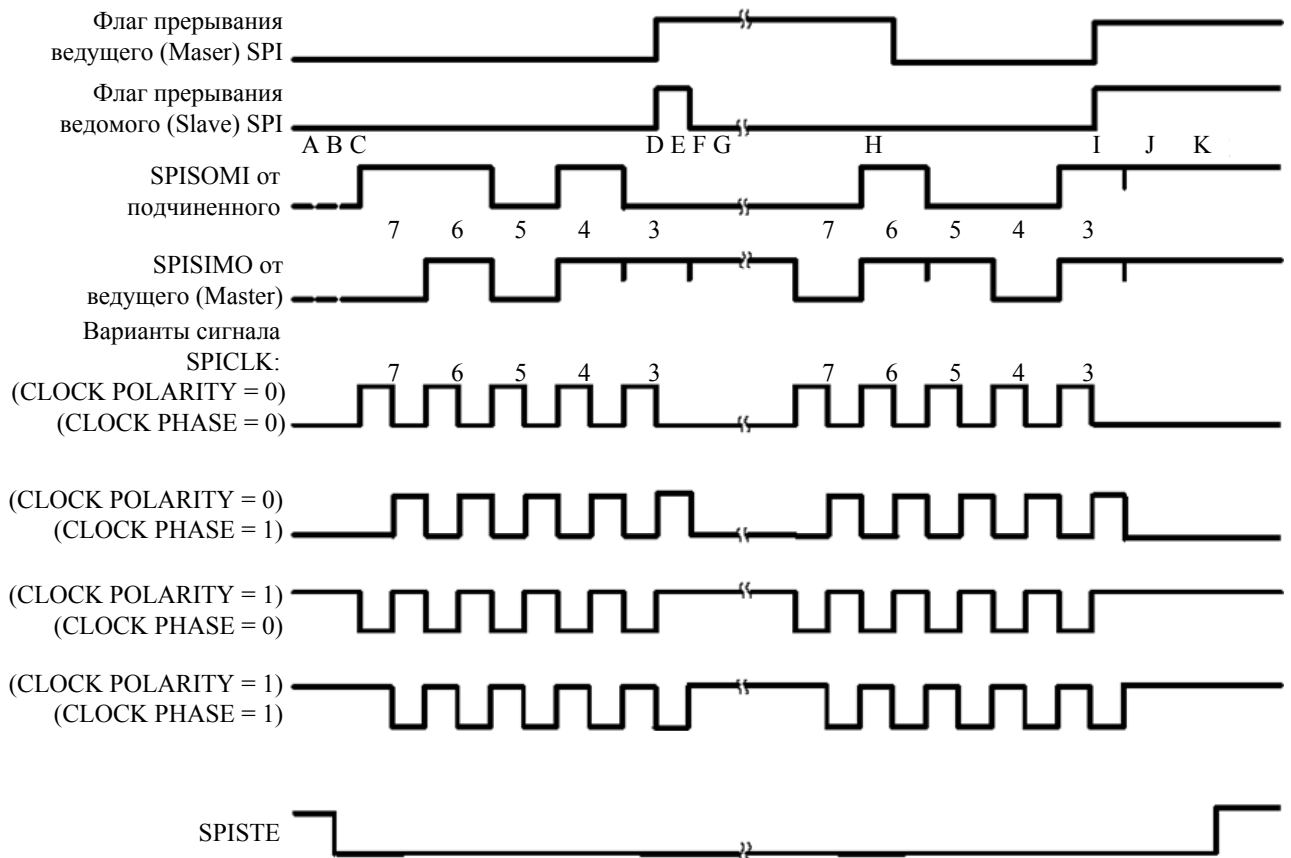 Флаг прерывания
ведущего (Maser) SPI
Флаг прерывания
ведомого (Slave) SPI
A B C D E F G H I J K
SPISOMI от
подчиненного
7 6 5 4 3 7 6 5 4 3
SPISIMO от
ведущего (Master)
Варианты сигнала
SPICLK:
7 6 5 4 3 7 6 5 4 3
(CLOCK POLARITY = 0)
(CLOCK PHASE = 0)
(CLOCK POLARITY = 0)
(CLOCK PHASE = 1)
(CLOCK POLARITY = 1)
(CLOCK PHASE = 0)
(CLOCK POLARITY = 1)
(CLOCK PHASE = 1)
SPISTE